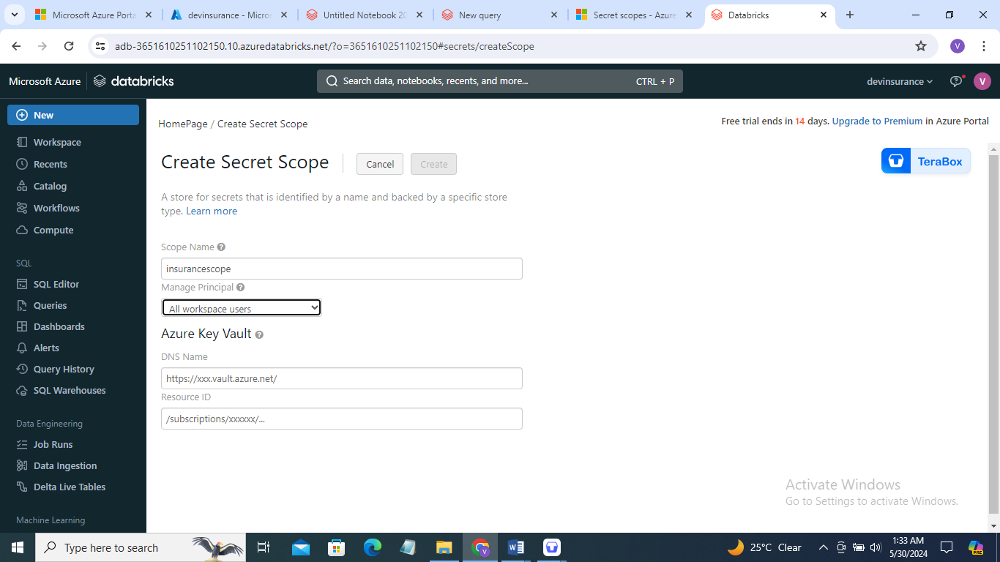 Microsoft Azure Porta
devinsurance - Micros
Untitled Notebook 20
New query
Secret scopes - Azure
Databricks
adb-3651610251102150.10.azuredatabricks.net/?o=3651610251102150#secrets/createScope
V
Microsoft Azure
databricks
Search data, notebooks, recents, and more...
CTRL + P
devinsurance
V
New
Workspace
Recents
Catalog
Workflows
Compute
SQL
SQL Editor
Queries
Dashboards
Alerts
Query History
SQL Warehouses
Data Engineering
Job Runs
Data Ingestion
Delta Live Tables
Machine Learning
HomePage / Create Secret Scope
Free trial ends in 14 days. Upgrade to Premium in Azure Portal
Create Secret Scope
Cancel
Create
TeraBox
A store for secrets that is identified by a name and backed by a specific store
type. Learn more
Scope Name
insurancescope
Manage Principal
All workspace users
Azure Key Vault
DNS Name
https://xxx.vault.azure.net/
Resource ID
/subscriptions/xxxxxx/...
Activate Windows
Go to Settings to activate Windows.
Type here to search
25°C Clear
1:33 AM
5/30/2024
PRE